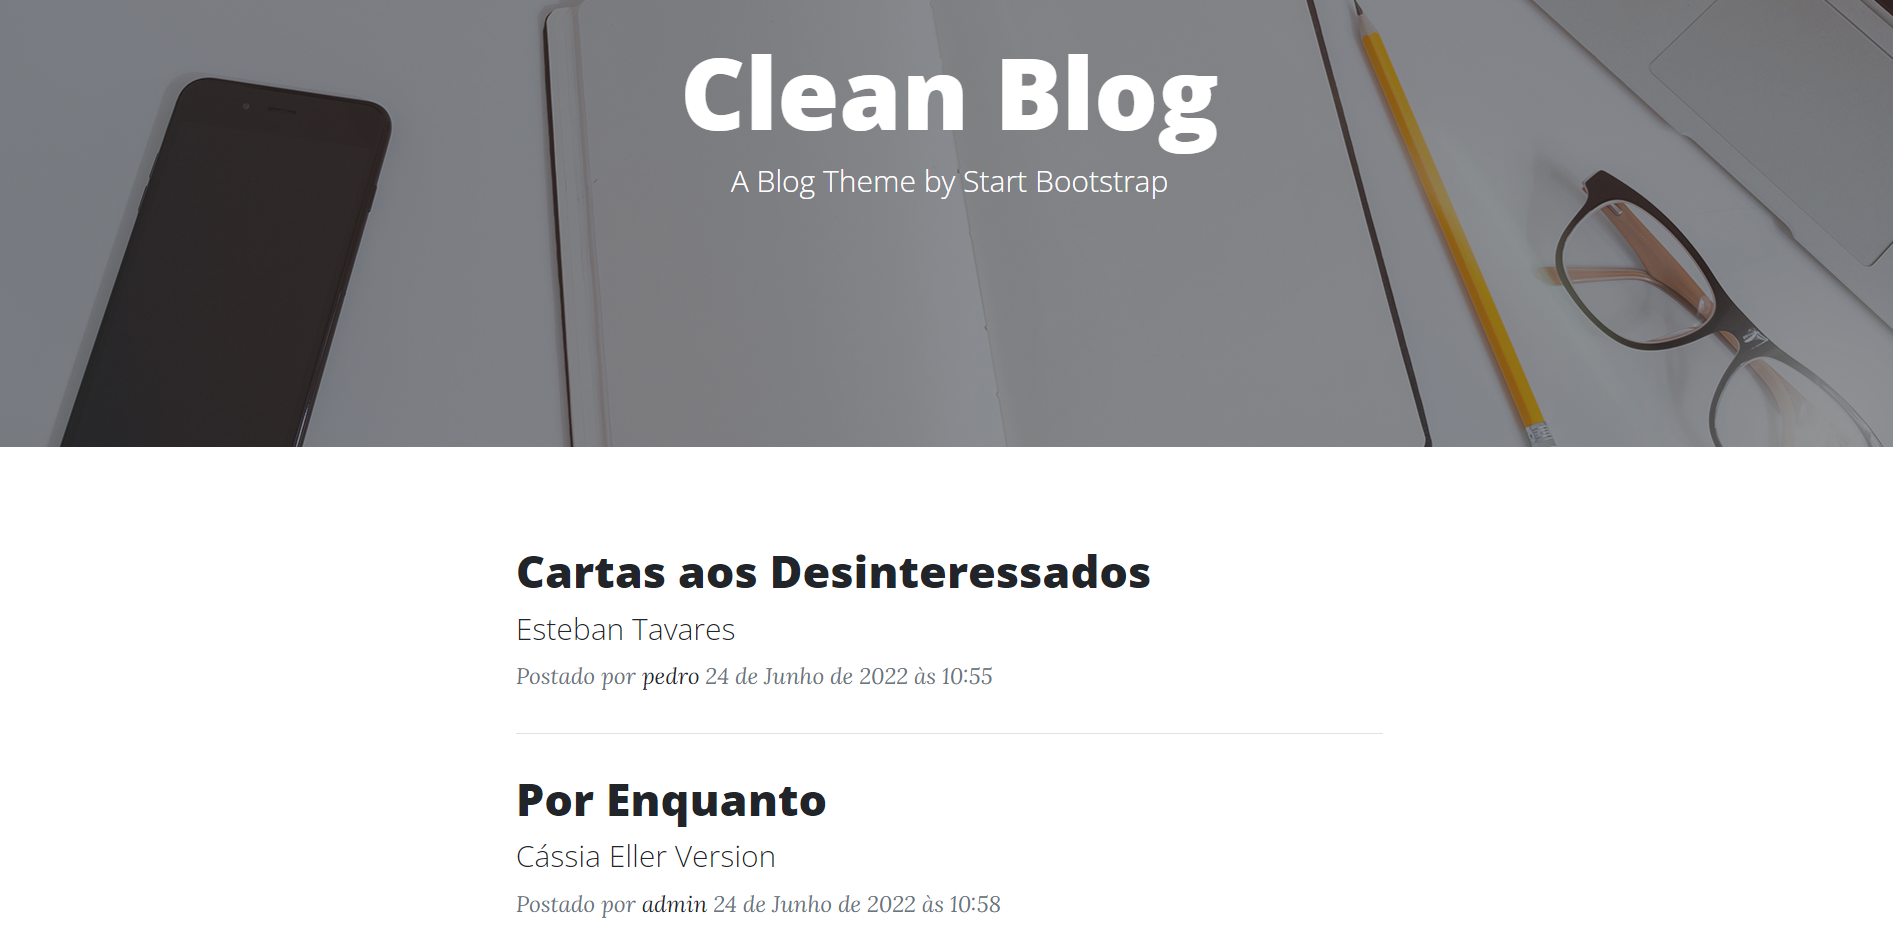 Clean Blog
A Blog Theme by Start Bootstrap
Cartas aos Desinteressados
Esteban Tavares
Postado por pedro 24 de Junho de 2022 às 10:55
Por Enquanto
Cássia Eller Version
Postado por admin 24 de Junho de 2022 às 10:58